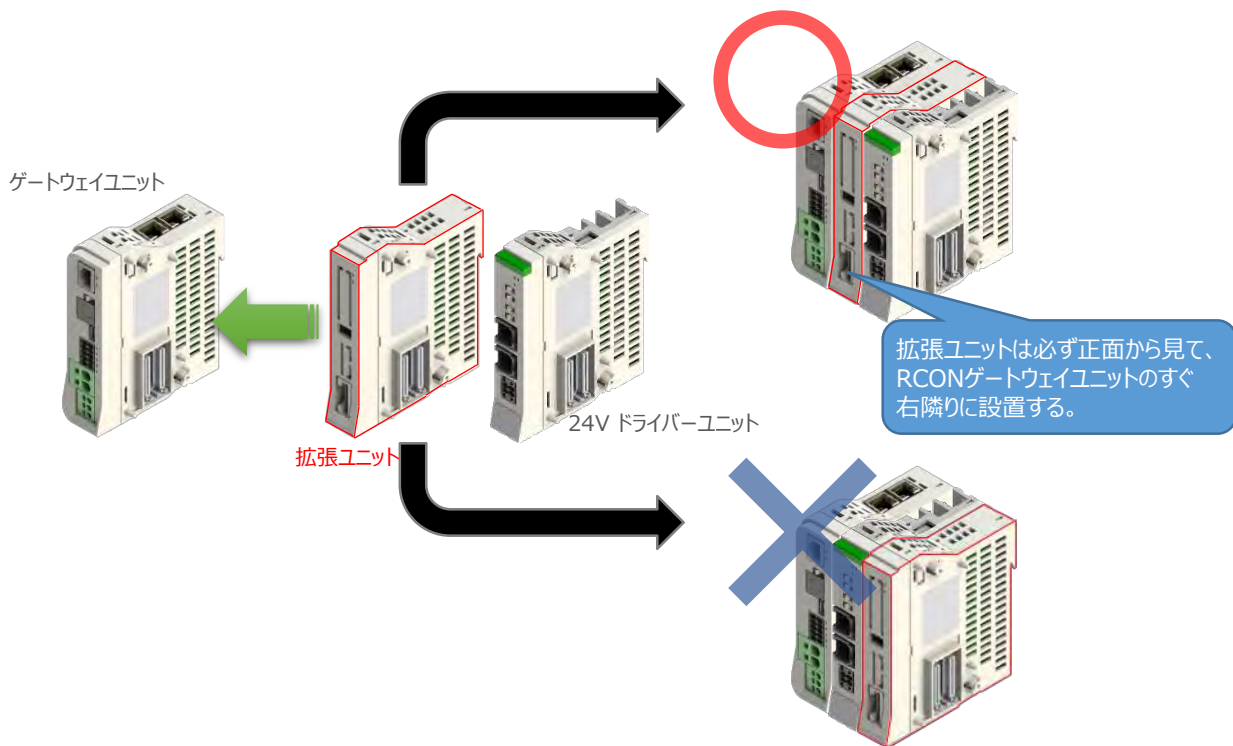 ゲートウェイユニット
拡張ユニットは必ず正面から見て、
RCONゲートウェイユニットのすぐ
右隣りに設置する。
24V ドライバーユニット
拡張ユニット